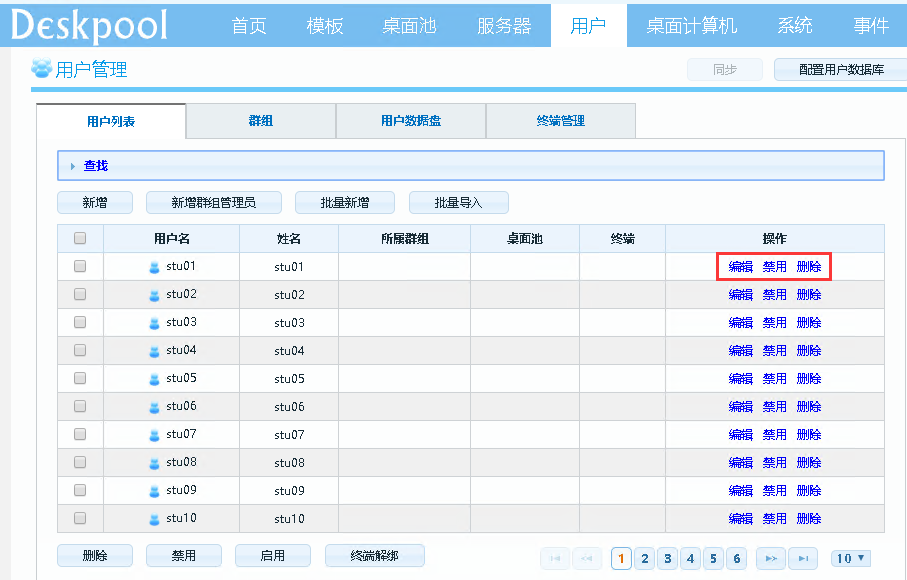 Deskpool 首页 模板 桌面池 服务器 用户 桌面计算机 系统 事件
用户管理 同步 配置用户数据库
用户列表 群组 用户数据盘 终端管理
查找
新增 新增群组管理员 批量新增 批量导入
用户名 姓名 所属群组 桌面池 终端 操作
stu01 stu01 编辑 禁用 删除
stu02 stu02 编辑 禁用 删除
stu03 stu03 编辑 禁用 删除
stu04 stu04 编辑 禁用 删除
stu05 stu05 编辑 禁用 删除
stu06 stu06 编辑 禁用 删除
stu07 stu07 编辑 禁用 删除
stu08 stu08 编辑 禁用 删除
stu09 stu09 编辑 禁用 删除
stu10 stu10 编辑 禁用 删除
删除 禁用 启用 终端解绑 1 2 3 4 5 6 10